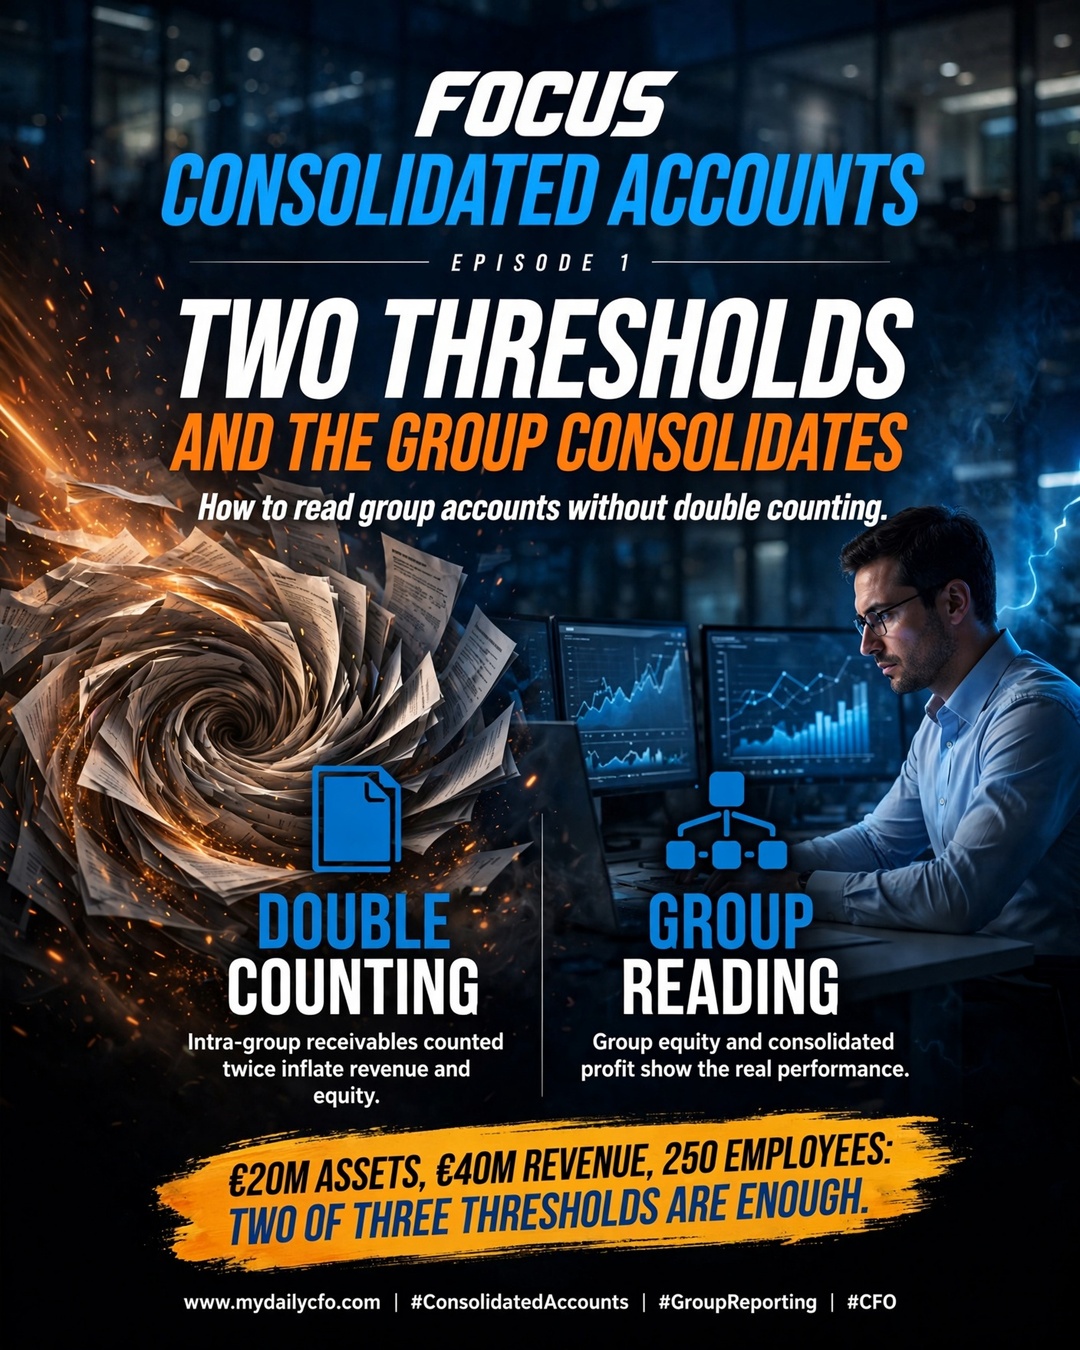 FOCUS
CONSOLIDATED ACCOUNTS
EPISODE 1
TWO THRESHOLDS
AND THE GROUP CONSOLIDATES
How to read group accounts without double counting.
DOUBLE
COUNTING
Intra-group receivables counted
twice inflate revenue and
equity.
GROUP
READING
Group equity and consolidated
profit show the real performance.
€20M ASSETS, €40M REVENUE, 250 EMPLOYEES:
TWO OF THREE THRESHOLDS ARE ENOUGH.
www.mydailycfo.com | #ConsolidatedAccounts | #GroupReporting | #CFO